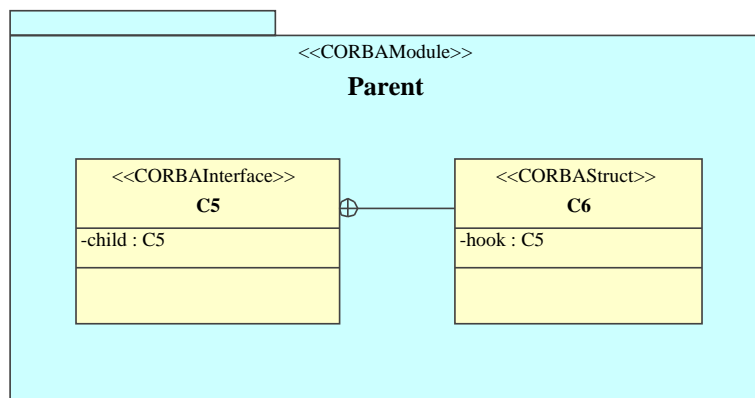 <<CORBAModule>>
Parent
<<CORBAInterface>>
C5
-child : C5
<<CORBAStruct>>
C6
-hook : C5